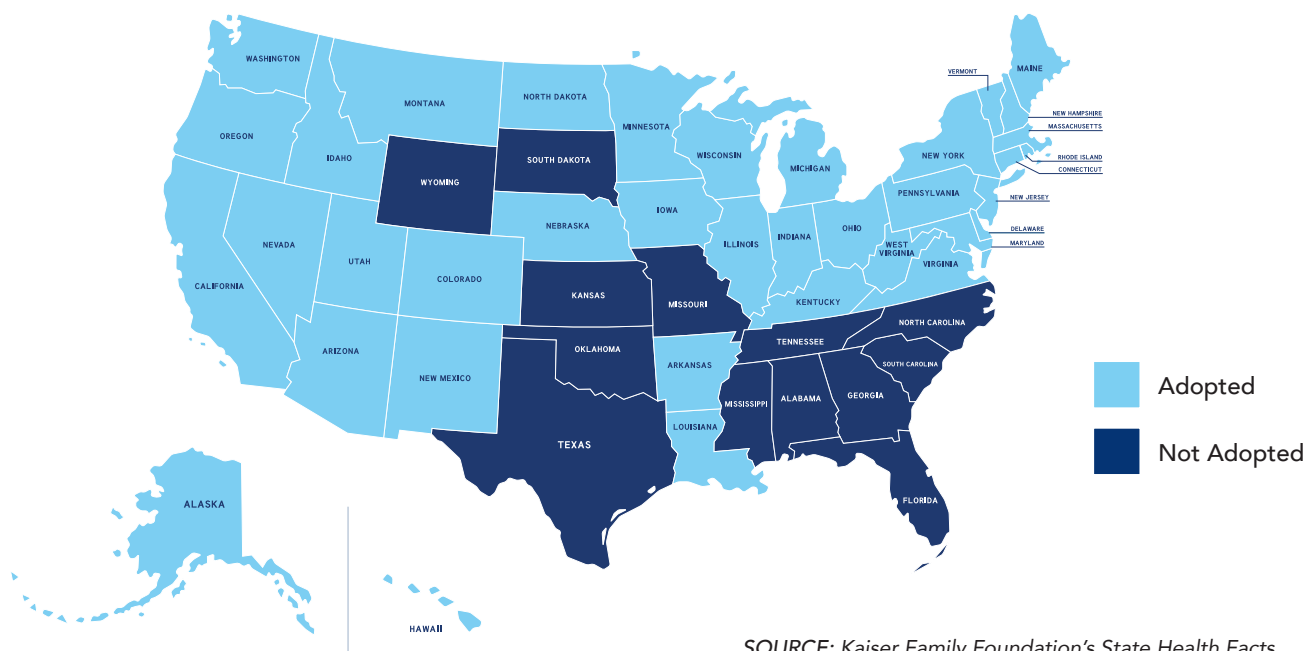 WASHINGTON
MAINE
VERMONT
MONTANA
NORTH DAKOTA
NEW HAMPSHIRE
MINNESOTA
MASSACHUSETTS
OREGON
WISCONSIN
NEW YORK
RHODE ISLAND
IDAHO
SOUTH DAKOTA
MICHIGAN
CONNECTICUT
WYOMING
PENNSYLVANIA
NEW JERSEY
IOWA
NEBRASKA
OHIO
DELAWARE
INDIANA
ILLINOIS
NEVADA
WEST
VIRGINIA
MARYLAND
UTAH
VIRGINIA
COLORADO
CALIFORNIA
KANSAS
MISSOURI
KENTUCKY
NORTH CAROLINA
TENNESSEE
ARIZONA
OKLAHOMA
ARKANSAS
SOUTH CAROLINA
NEW MEXICO
MISSISSIPPI
ALABAMA
GEORGIA
Adopted
LOUISIANA
TEXAS
Not Adopted
FLORIDA
ALASKA
HAWAII
SOURCE: Kaiser Family Foundation's State Health Facts